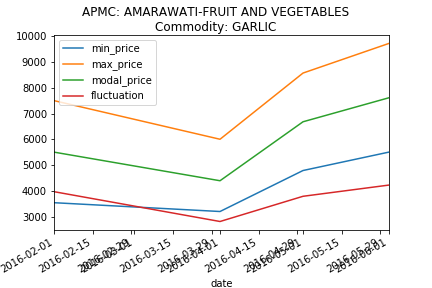 APMC: AMARAWATI-FRUIT AND VEGETABLES
Commodity: GARLIC
10000
9000
8000
7000
6000
5000
4000
3000
min_price
max_price
modal_price
fluctuation
2016-02-01
2016-02-15
2016-03-01
2016-03-15
2016-04-01
2016-04-15
2016-05-01
2016-05-15
2016-06-01
date